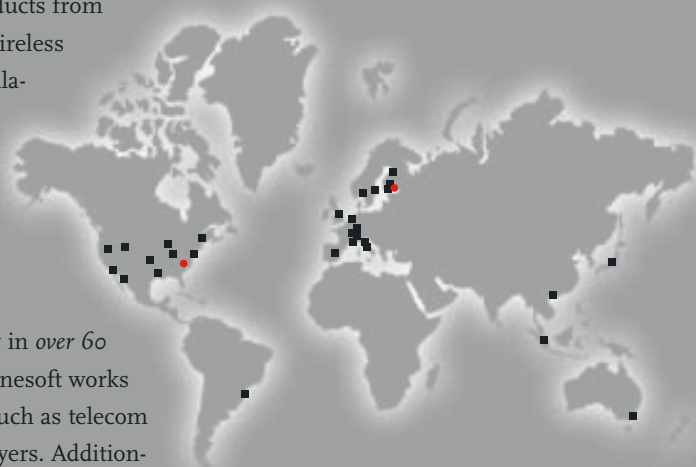 ducts from
ireless
la-
in over 60
nesoft works
uch as telecom
yers. Addition-